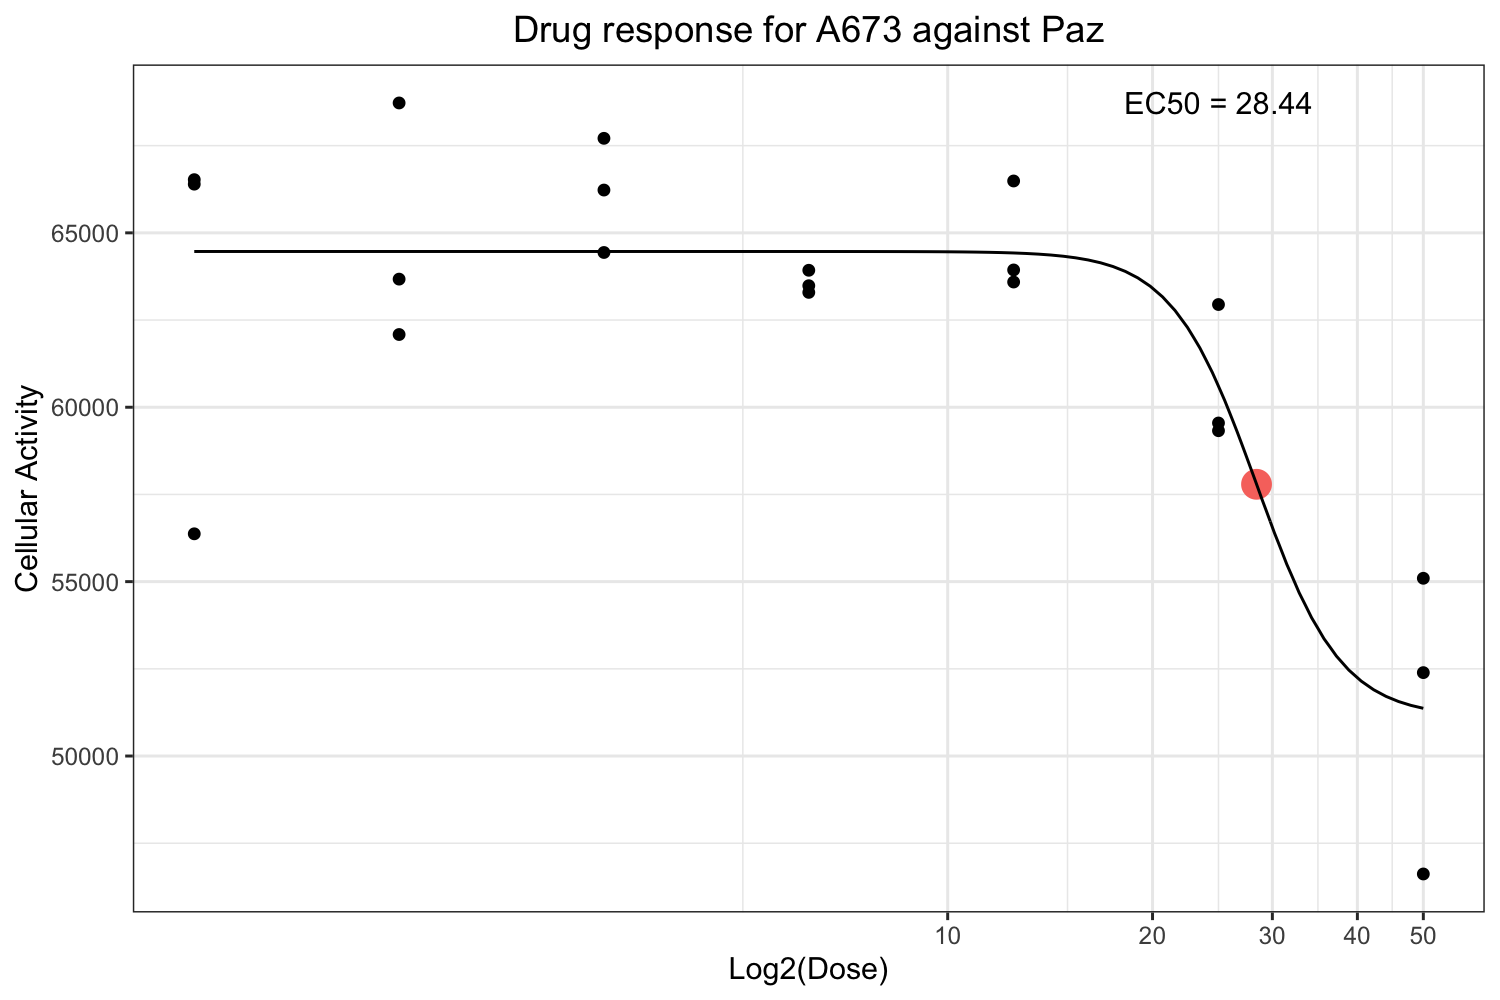 Drug response for A673 against Paz
EC50 = 28.44
Cellular Activity
65000
60000
55000
50000
10 20 30 40 50
Log2(Dose)